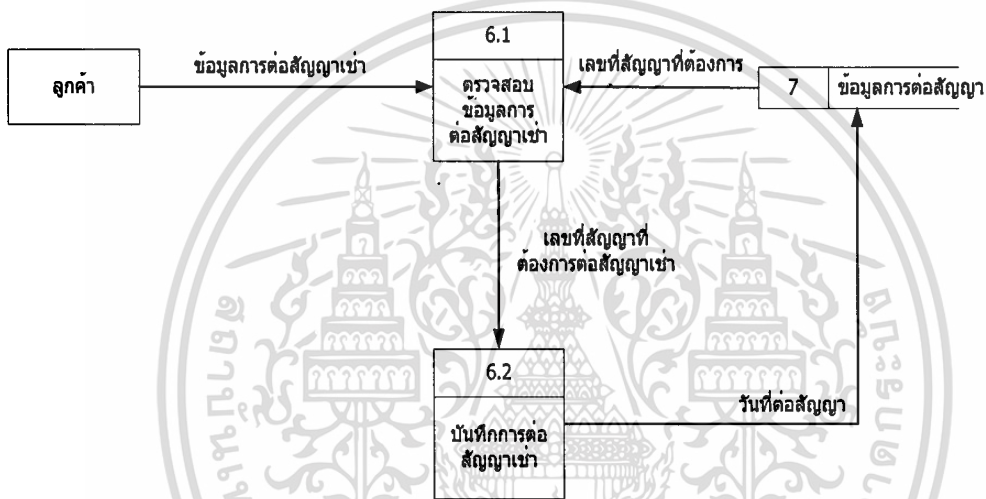 6.1
ลูกค้า
ข้อมูลการต่อสัญญาเช่า
ตรวจสอบ
ข้อมูลการ
ต่อสัญญาเช่า
เลขที่สัญญาที่ต้องการ
7
ข้อมูลการต่อสัญญา
เลขที่สัญญาที่
ต้องการต่อสัญญาเช่า
6.2
บันทึกการต่อ
สัญญาเช่า
วันที่ต่อสัญญา